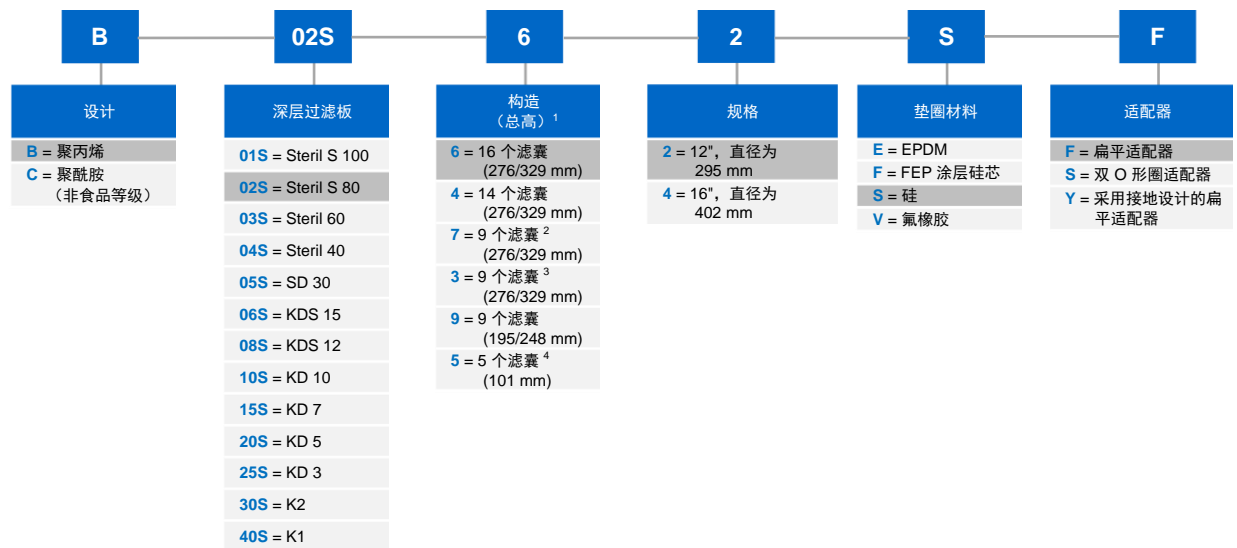 B
02S
6
2
S
F
设计
B = 聚丙烯
C = 聚酰胺
（非食品等级）
深层过滤板
01S = Steril S 100
02S = Steril S 80
03S = Steril 60
04S = Steril 40
05S = SD 30
06S = KDS 15
08S = KDS 12
10S = KD 10
15S = KD 7
20S = KD 5
25S = KD 3
30S = K2
40S = K1
构造
（总高）1
6 = 16 个滤囊
(276/329 mm)
4 = 14 个滤囊
(276/329 mm)
7 = 9 个滤囊 2
(276/329 mm)
3 = 9 个滤囊 3
(276/329 mm)
9 = 9 个滤囊
(195/248 mm)
5 = 5 个滤囊 4
(101 mm)
规格
2 = 12"，直径为
295 mm
4 = 16"，直径为
402 mm
垫圈材料
E = EPDM
F = FEP 涂层硅芯
S = 硅
V = 氟橡胶
适配器
F = 扁平适配器
S = 双 O 形圈适配器
Y = 采用接地设计的扁
平适配器